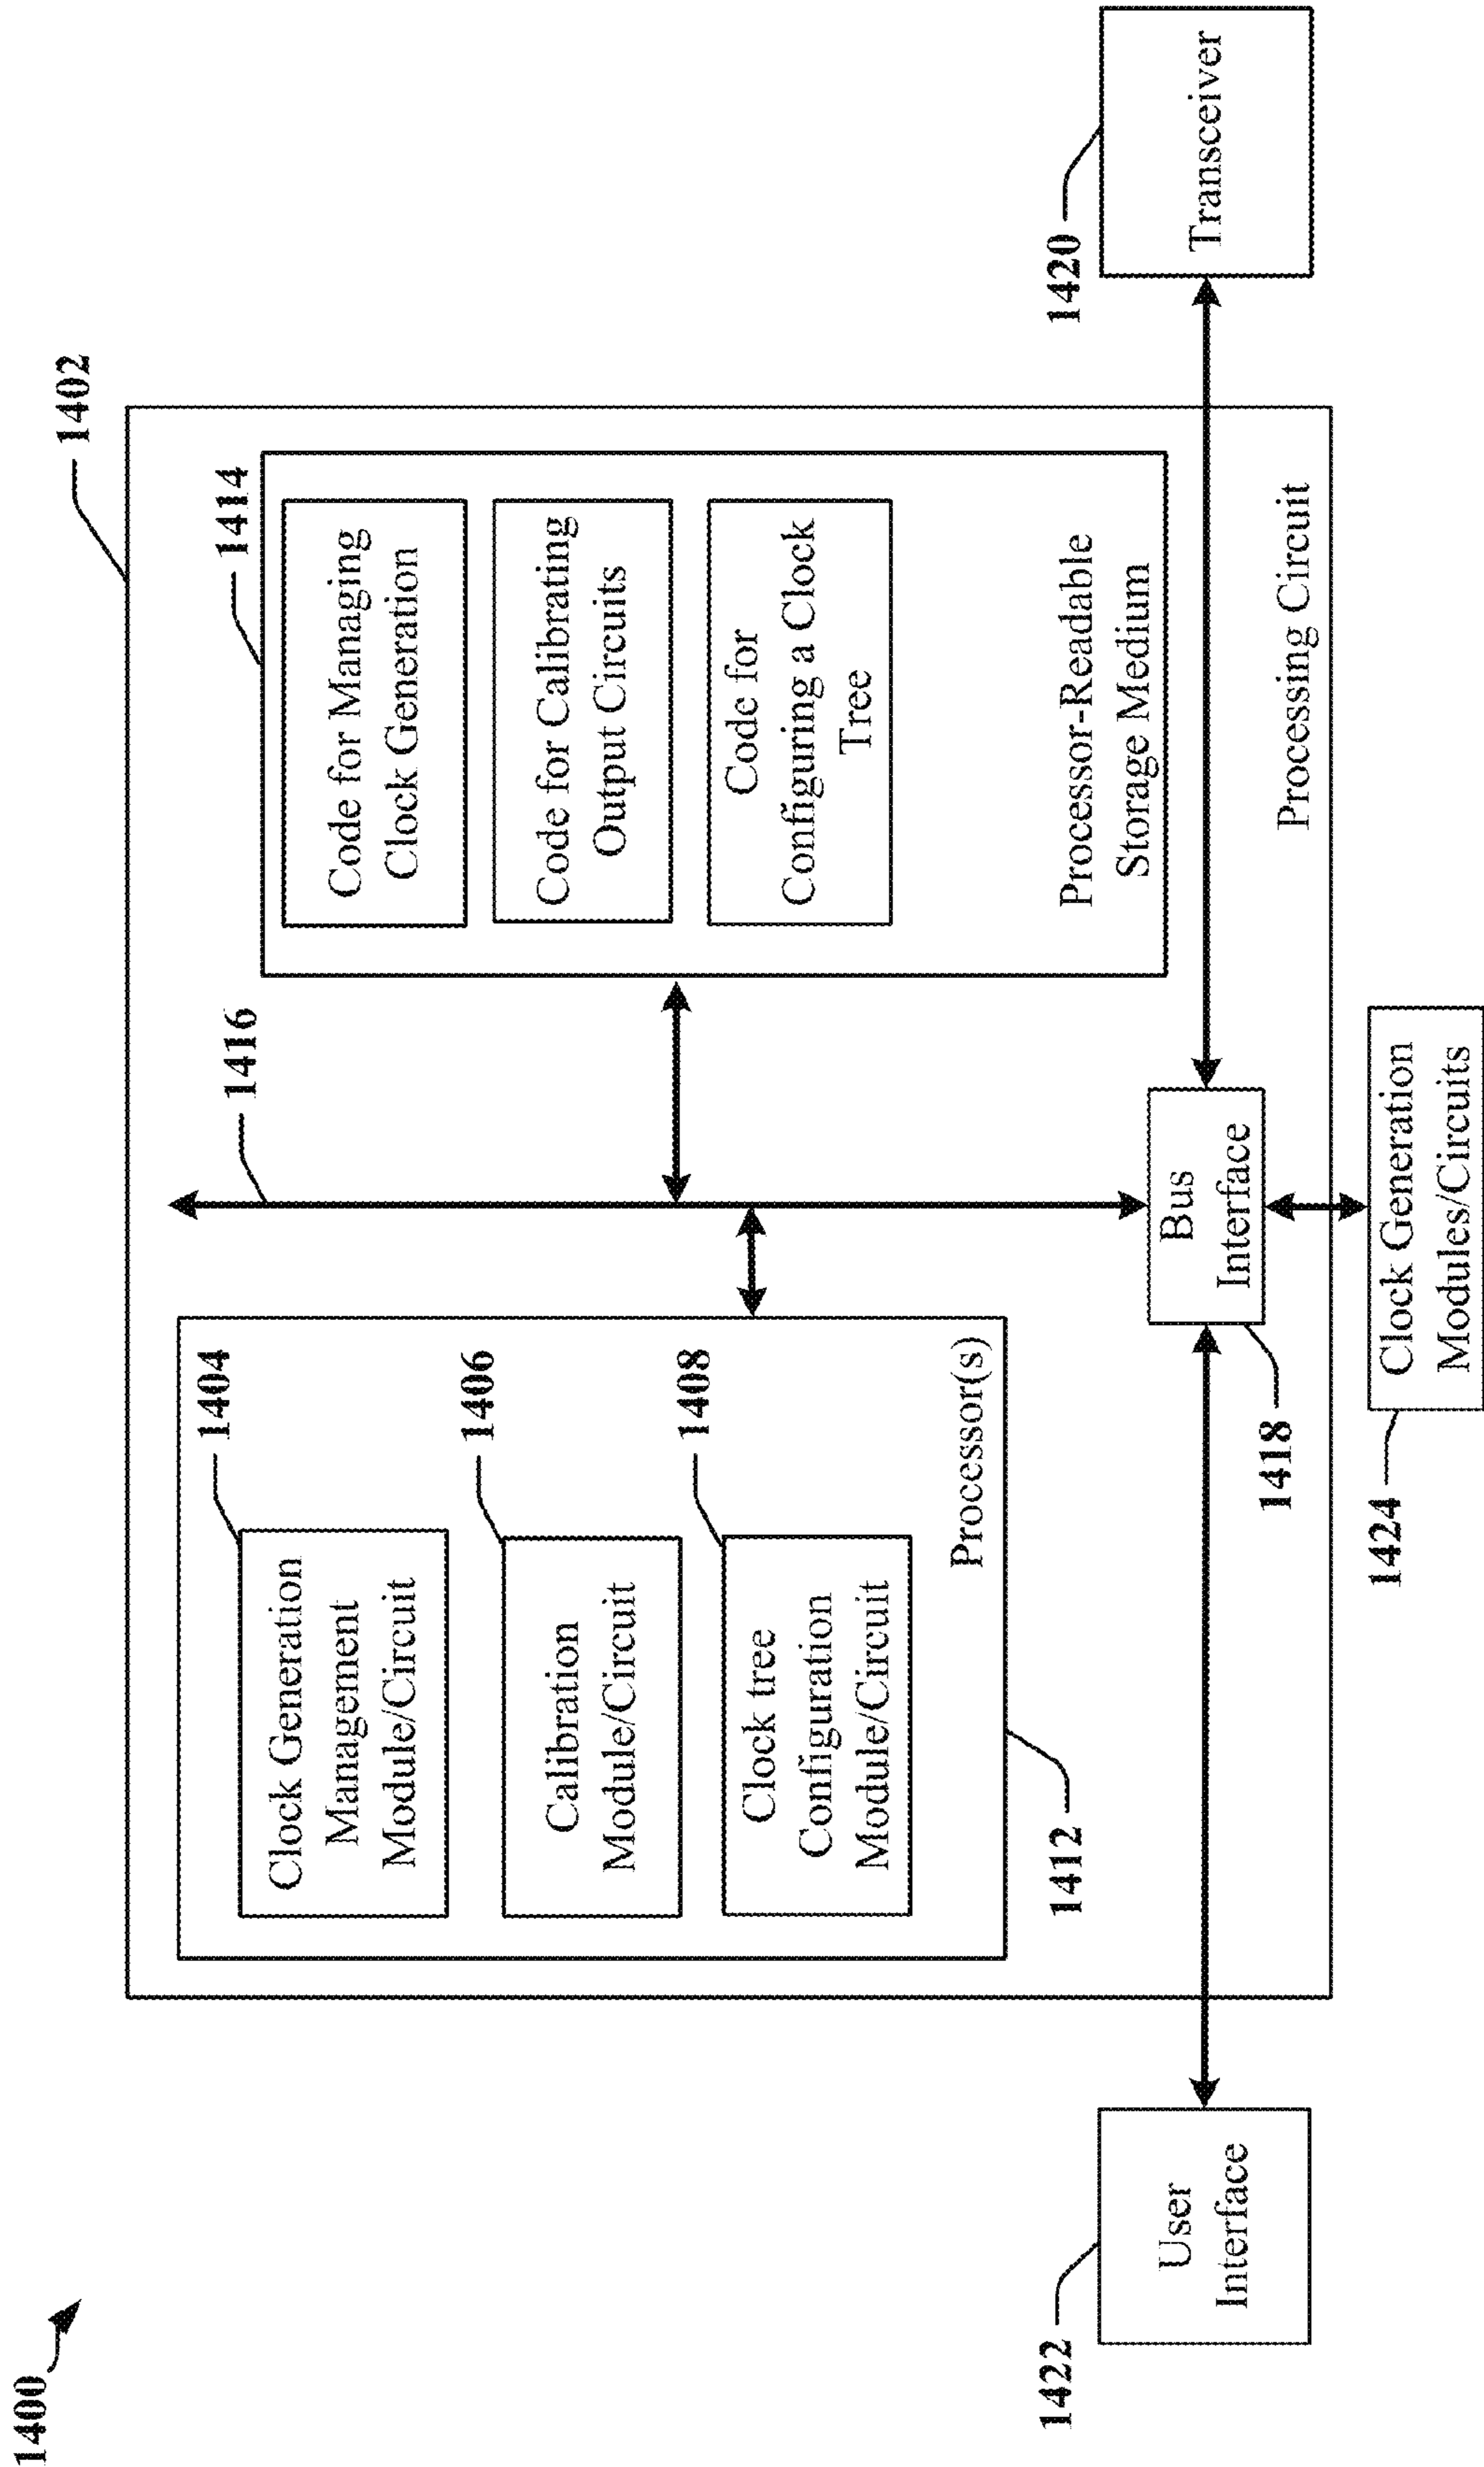 1400
1402
1404
Clock Generation
Management
Module/Circuit
1406
Calibration
Module/Circuit
1408
Clock tree
Configuration
Module/Circuit
Processor(s)
1412
1416
1414
Code for Managing
Clock Generation
Code for Calibrating
Output Circuits
Code for
Configuring a Clock
Tree
Processor-Readable
Storage Medium
1422
User
Interface
Bus
Interface
1418
Processing Circuit
1420
Transceiver
1424
Clock Generation
Modules/Circuits